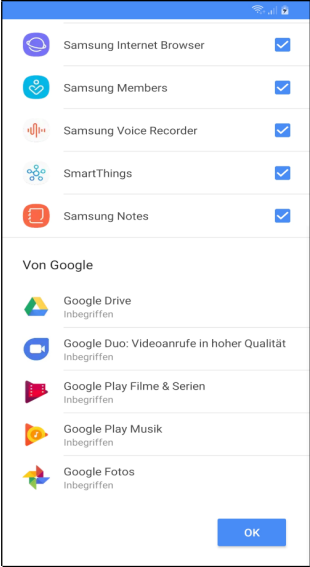 Samsung Internet Browser
Samsung Members
Samsung Voice Recorder
SmartThings
Samsung Notes
Von Google
Google Drive
Inbegriffen
Google Duo: Videoanrufe in hoher Qualität
Inbegriffen
Google Play Filme & Serien
Inbegriffen
Google Play Musik
Inbegriffen
Google Fotos
Inbegriffen
OK